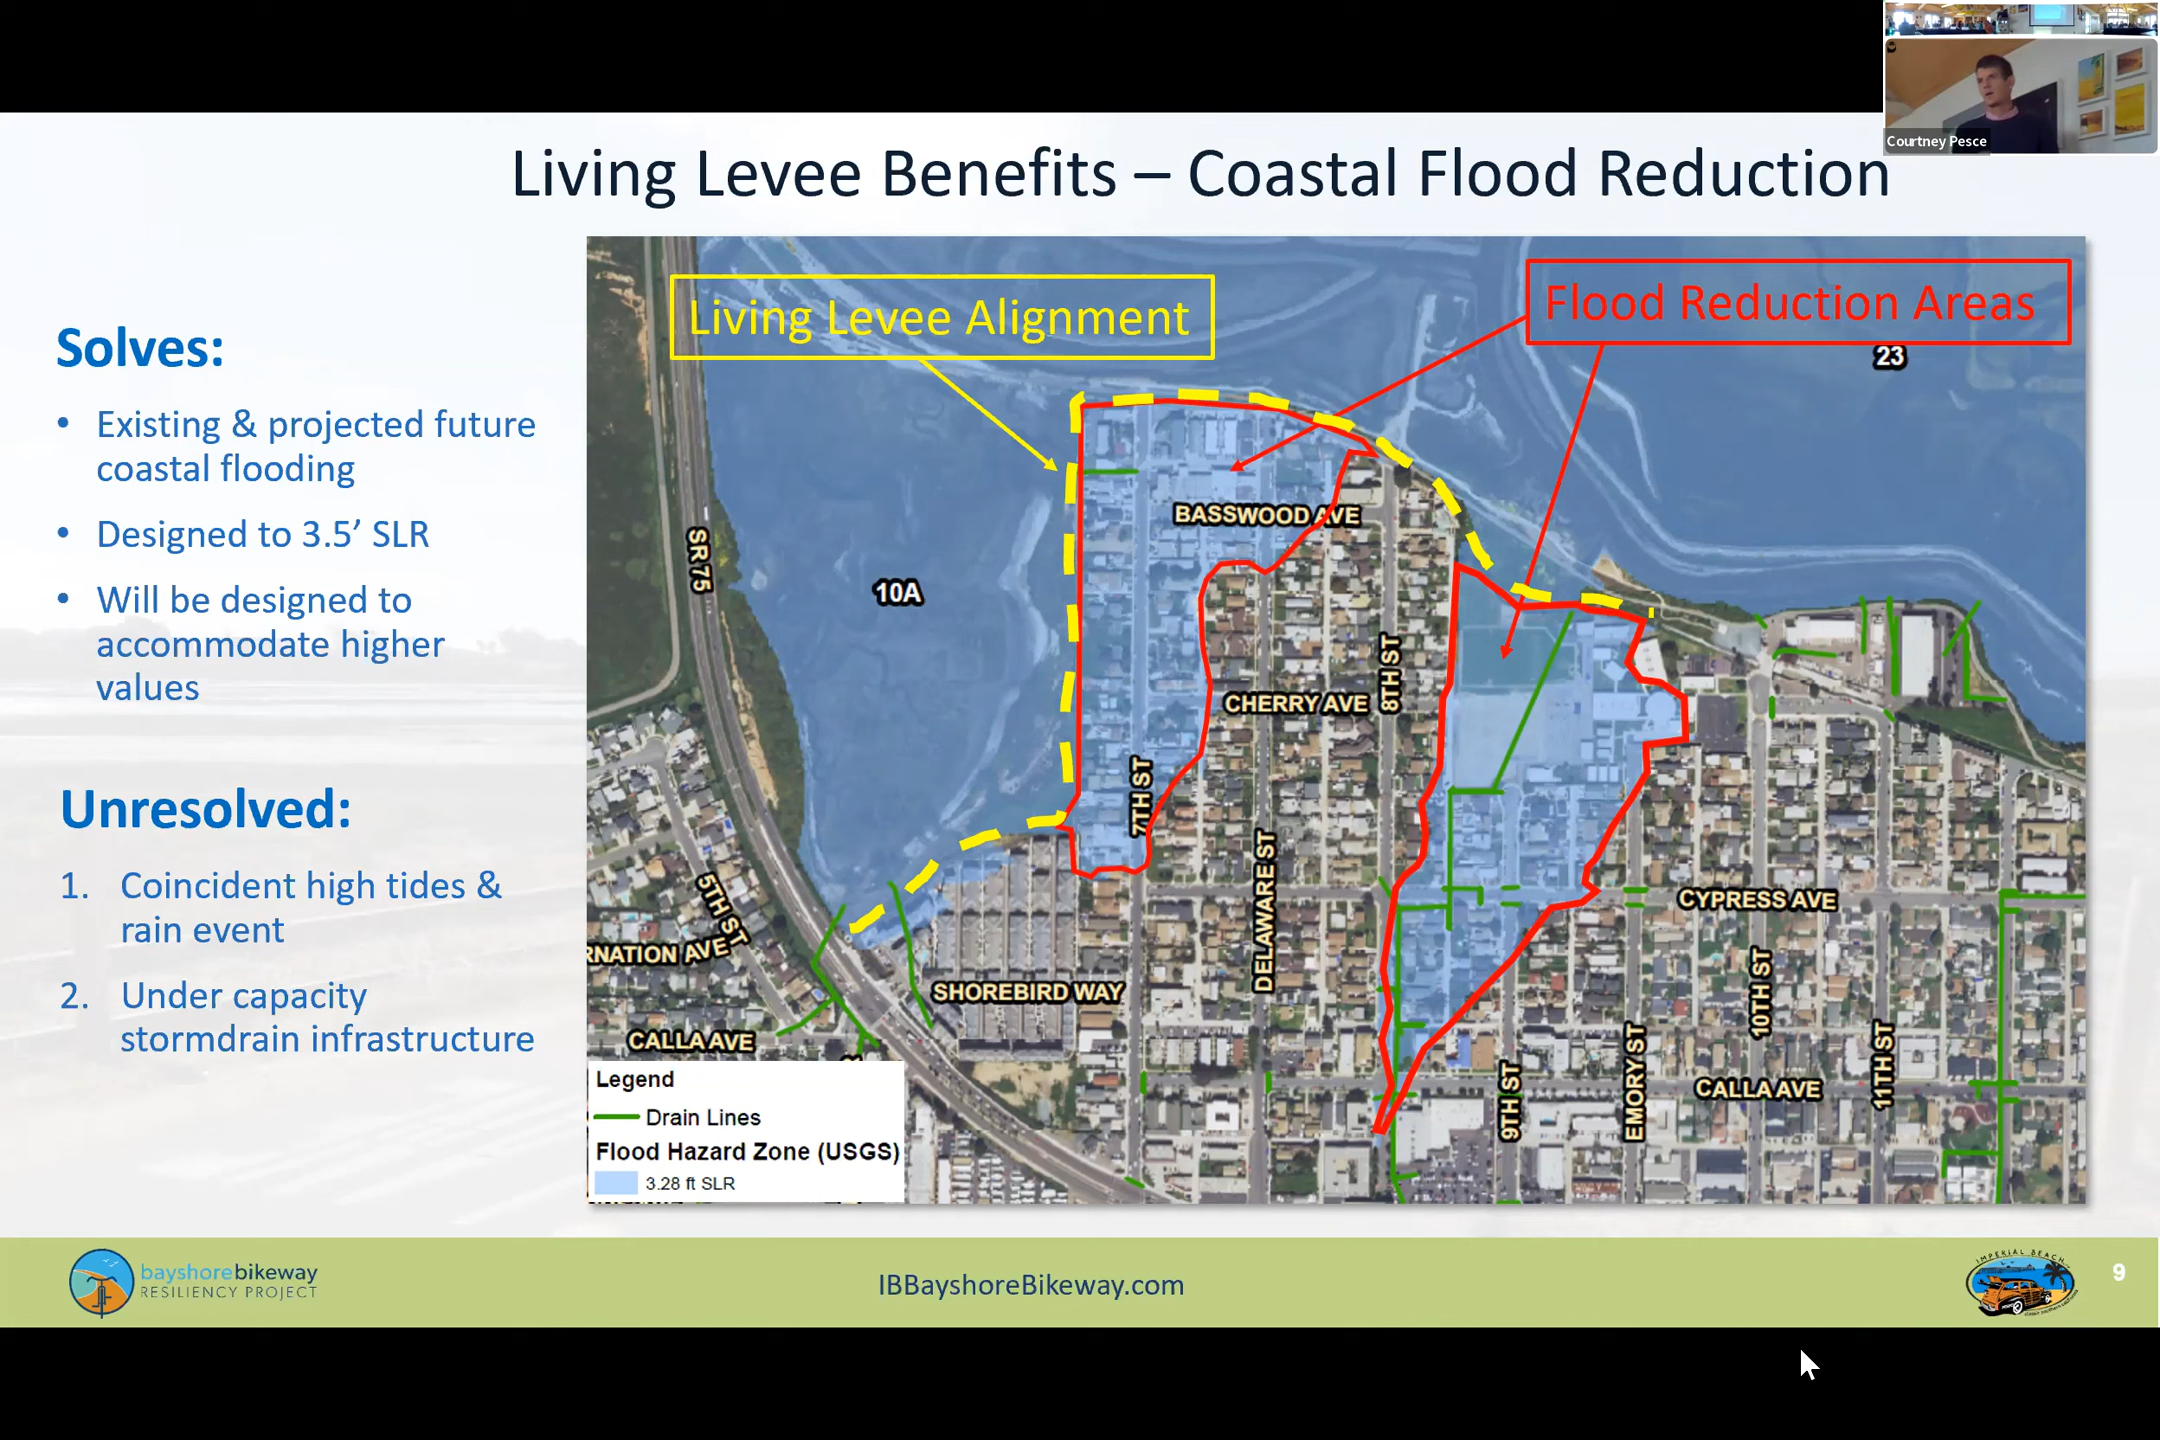 Courtney Pesce
Living Levee Benefits – Coastal Flood Reduction
Solves:
• Existing & projected future
coastal flooding
• Designed to 3.5’ SLR
• Will be designed to
accommodate higher
values
Unresolved:
1. Coincident high tides &
rain event
2. Under capacity
stormdrain infrastructure
Living Levee Alignment
Flood Reduction Areas
23
BASSWOOD AVE
SR 75
10A
8TH ST
CHERRY AVE
7TH ST
DELAWARE ST
5TH ST
CYPRESS AVE
RNATION AVE
SHOREBIRD WAY
10TH ST
CALLA AVE
9TH ST
EMORY ST
CALLA AVE
11TH ST
Legend
Drain Lines
Flood Hazard Zone (USGS)
3.28 ft SLR
bayshorebikeway
RESILIENCY PROJECT
IBBayshoreBikeway.com
IMPERIAL BEACH
9